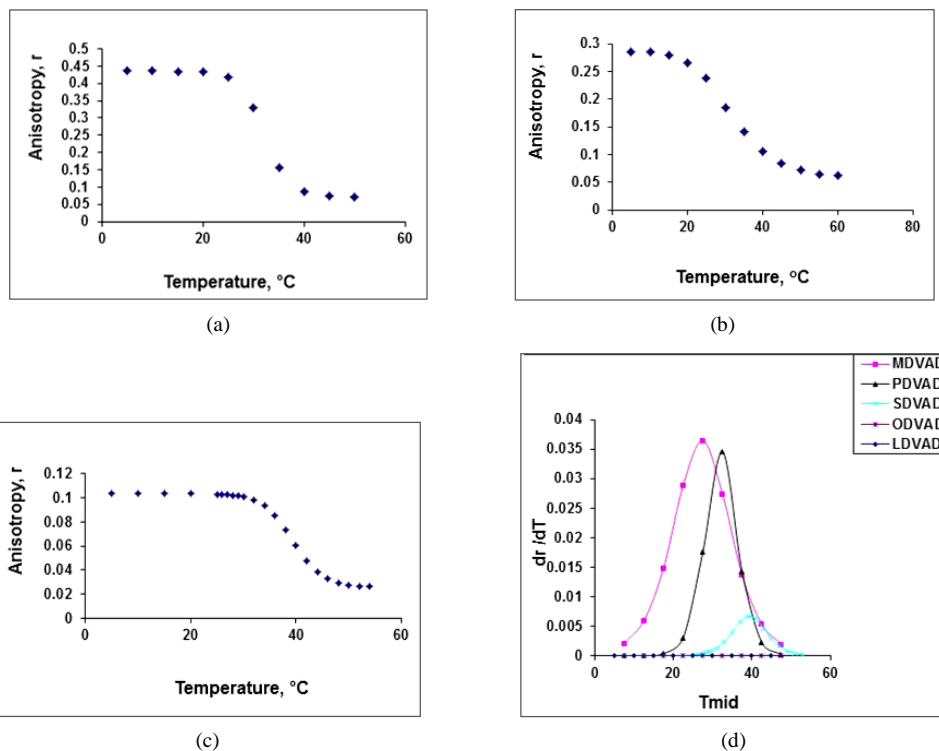 0.5
0.45
0.4
0.35
0.3
0.25
0.2
0.15
0.1
0.05
0
Anisotropy, r
0 20 40 60
Temperature, °C
(a)
0.3
0.25
0.2
0.15
0.1
0.05
0
Anisotropy, r
0 20 40 60 80
Temperature, °C
(b)
0.12
0.1
0.08
0.06
0.04
0.02
0
Anisotropy, r
0 20 40 60
Temperature, °C
(c)
MDVAD
PDVAD
SDVAD
ODVAD
LDVAD
0.04
0.035
0.03
0.025
0.02
0.015
0.01
0.005
0
dr /dT
0 20 40 60
Tmid
(d)